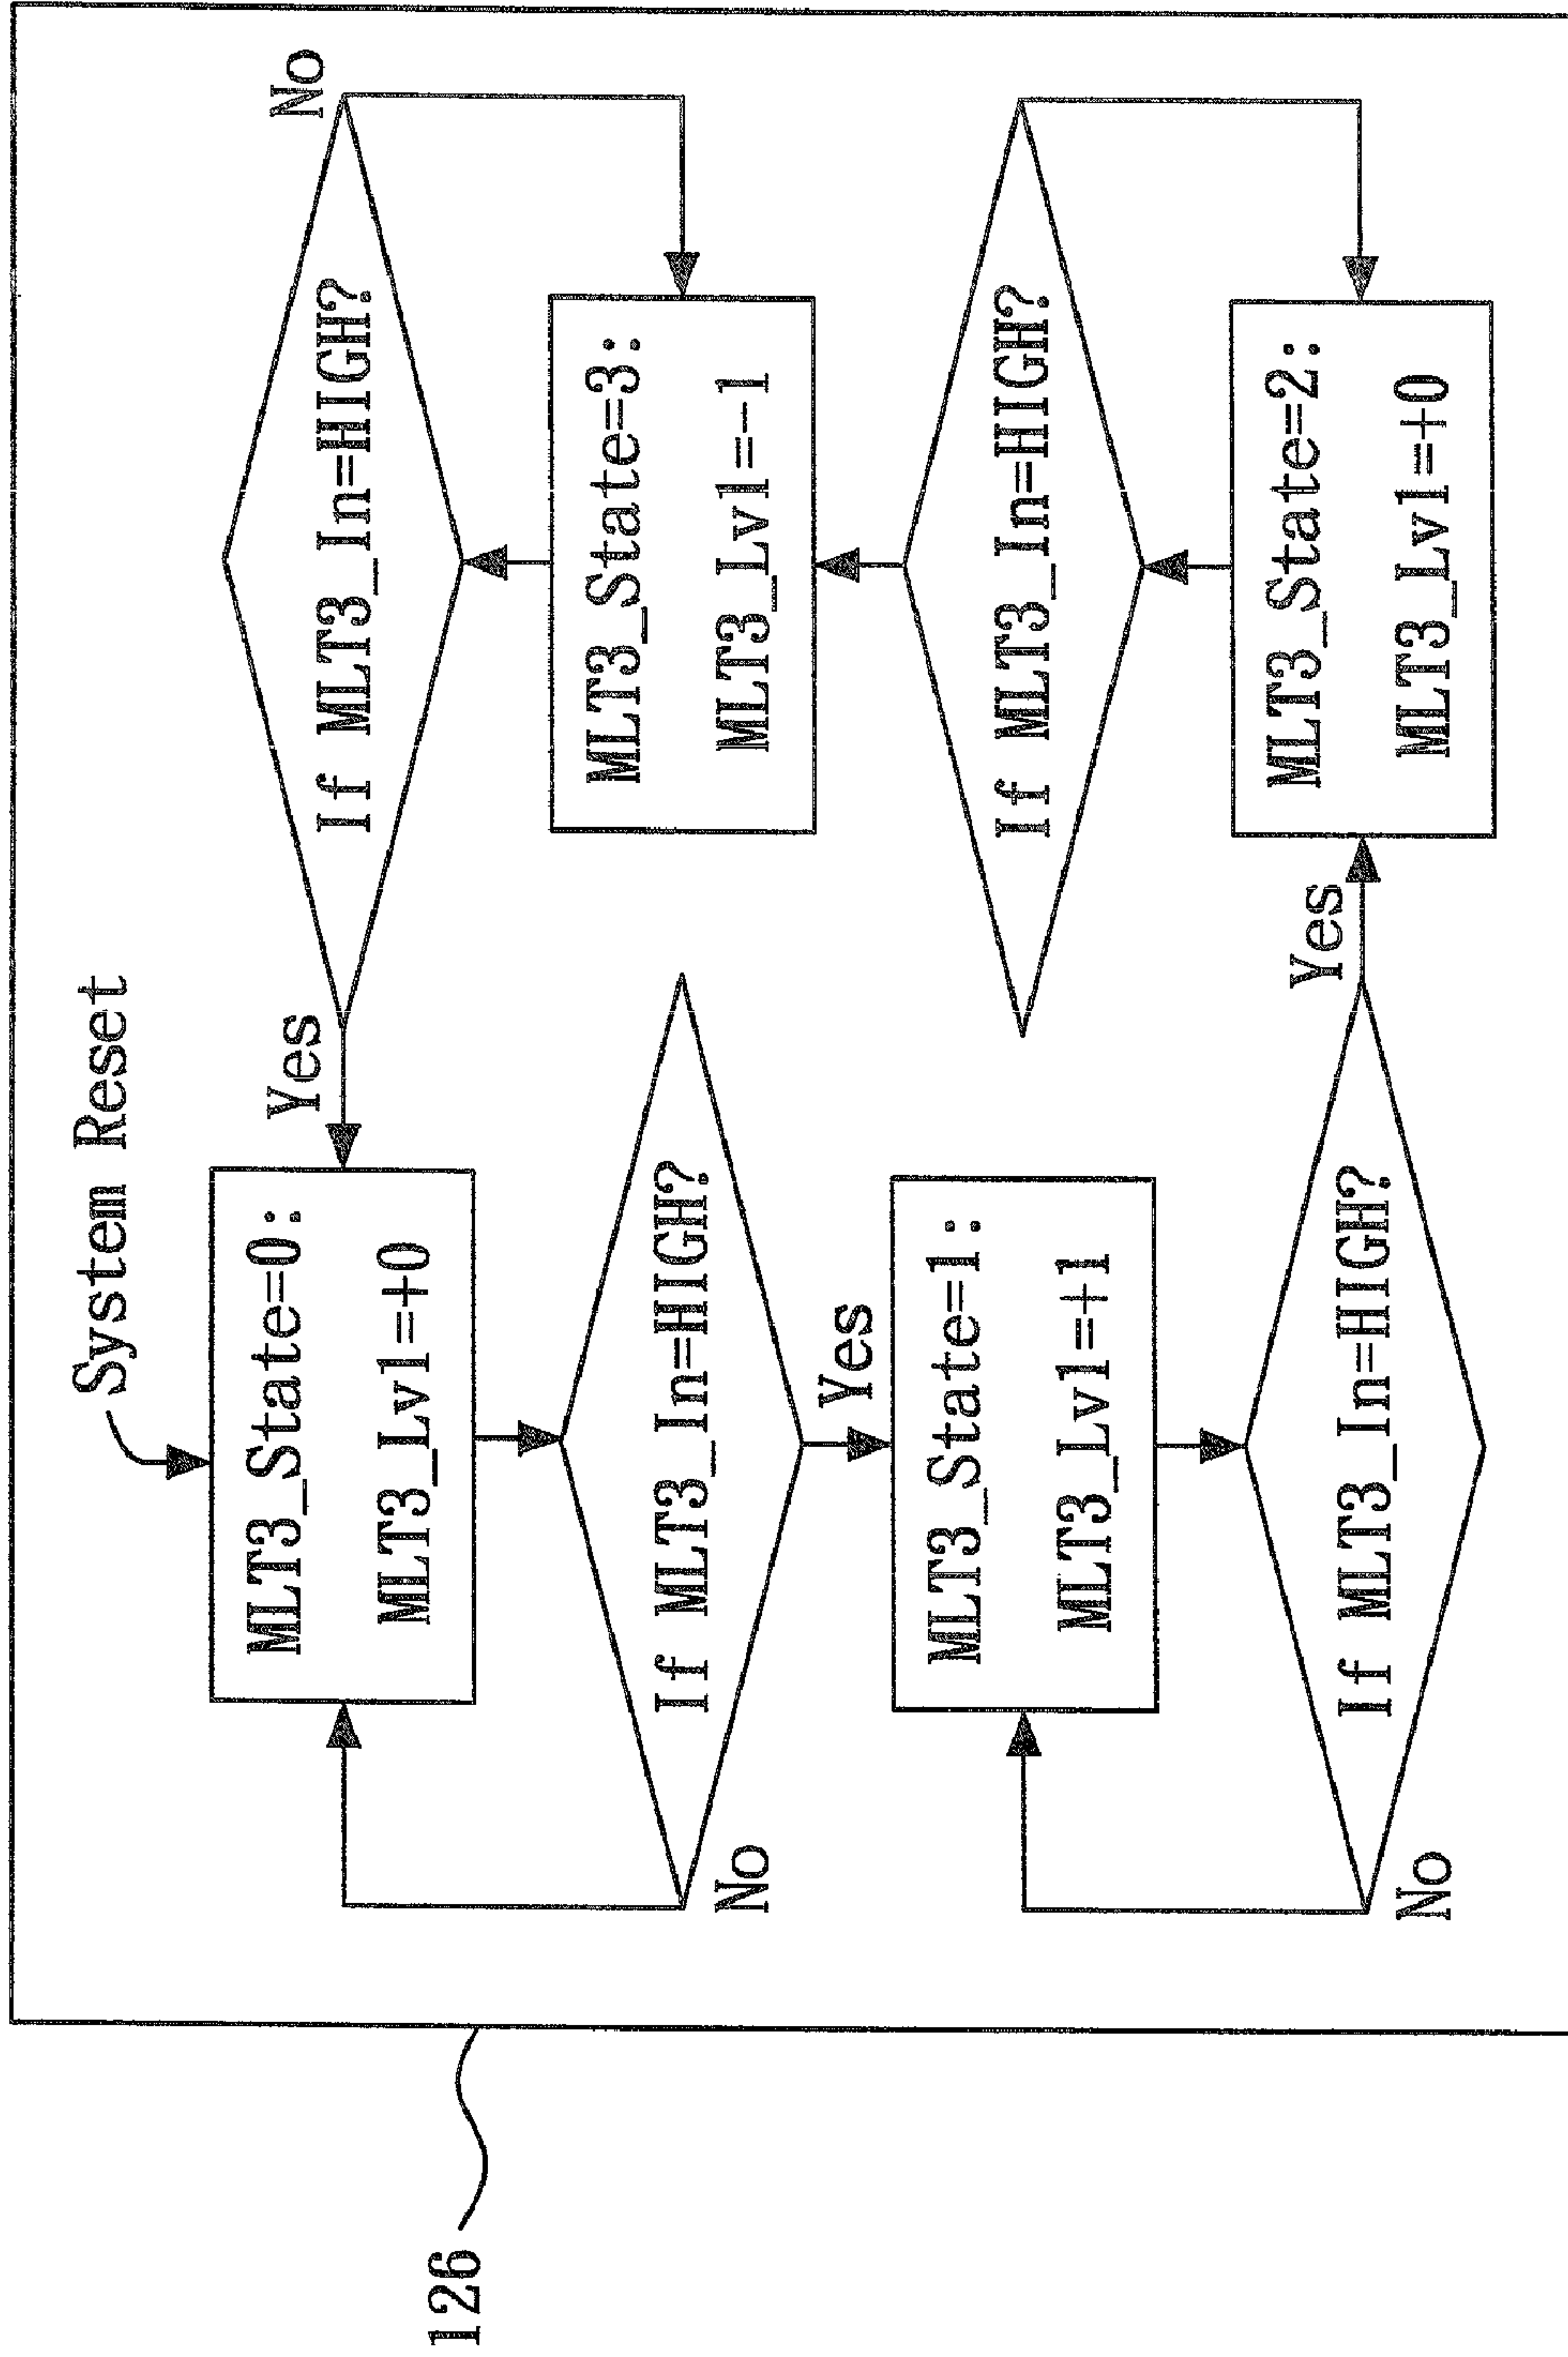 126
System Reset
MLT3_State=0:
MLT3_Lvl=+0
Yes
If MLT3_In=HIGH?
No
If MLT3_In=HIGH?
No
Yes
MLT3_State=3:
MLT3_Lvl=-1
MLT3_State=1:
MLT3_Lvl=+1
If MLT3_In=HIGH?
If MLT3_In=HIGH?
No
Yes
MLT3_State=2:
MLT3_Lvl=+0